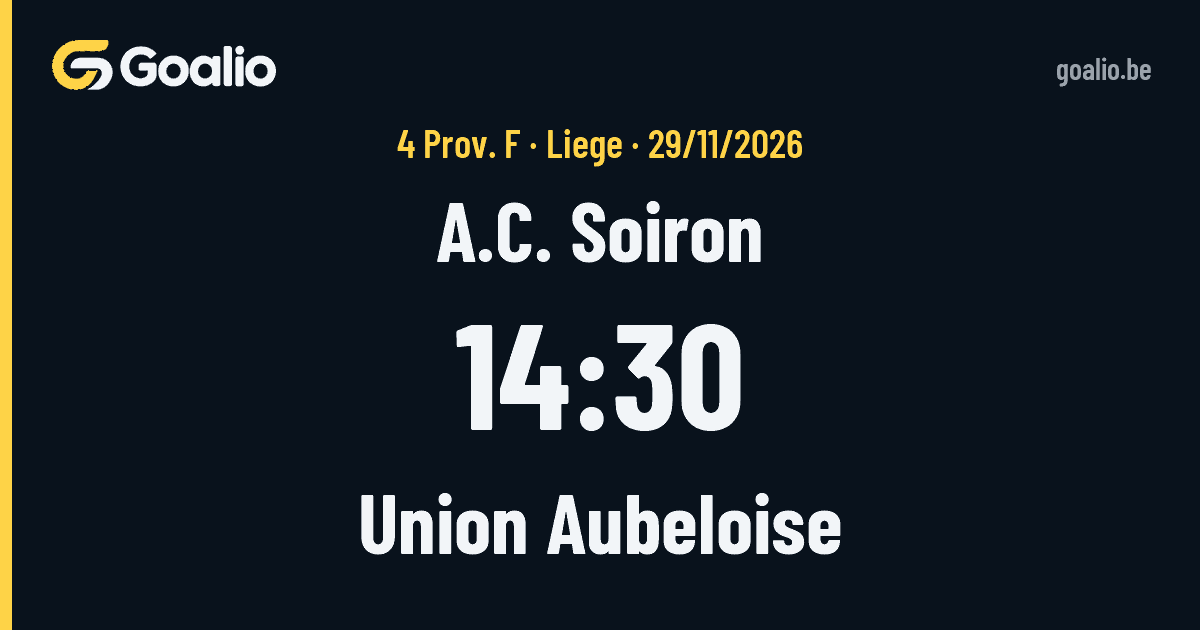 Goalio
goalio.be
4 Prov. F · Liege · 29/11/2026
A.C. Soiron
14:30
Union Aubeloise